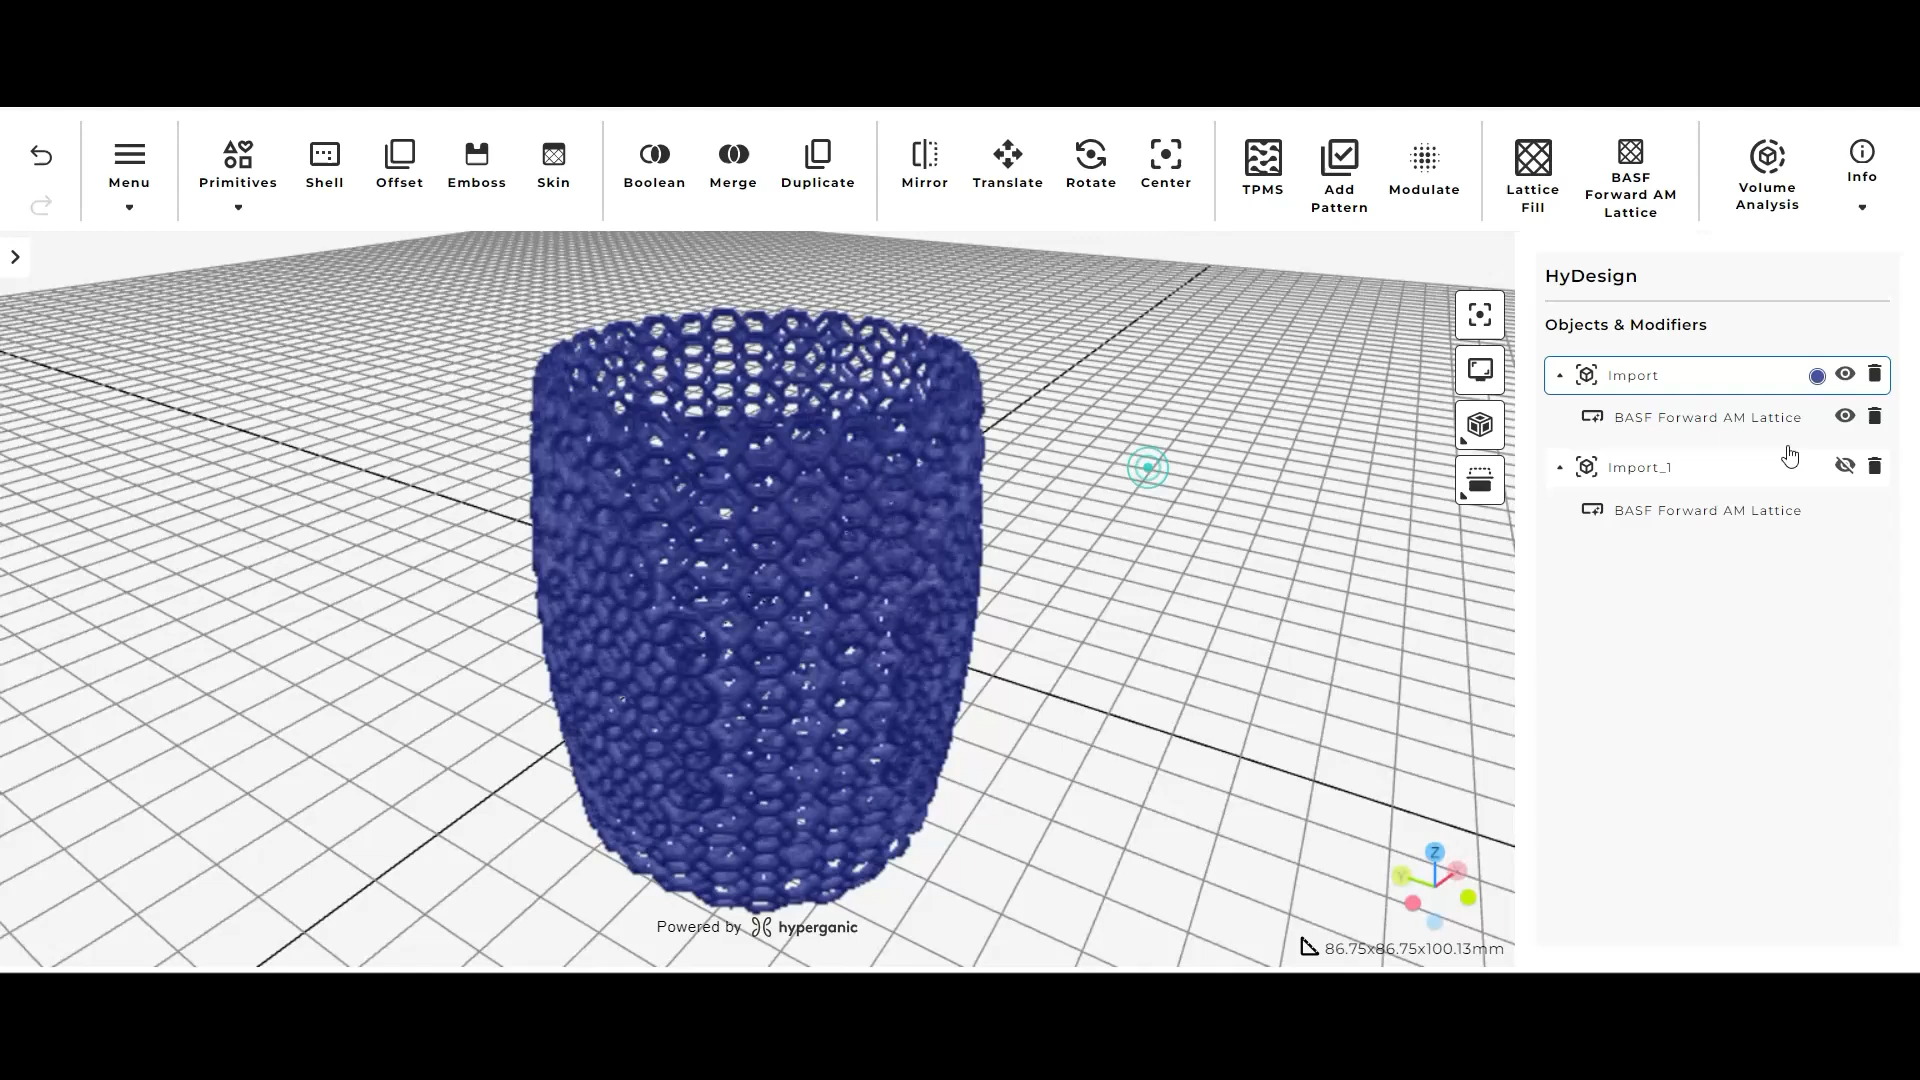 Menu
Primitives
Shell
Offset
Emboss
Skin
Boolean
Merge
Duplicate
Mirror
Translate
Rotate
Center
TPMS
Add
Pattern
Modulate
Lattice
Fill
BASF
Forward AM
Lattice
Volume
Analysis
Info
HyDesign
Objects & Modifiers
Import
BASF Forward AM Lattice
Import_1
BASF Forward AM Lattice
Z
Y
X
Powered by hyperganic
86.75x86.75x100.13mm